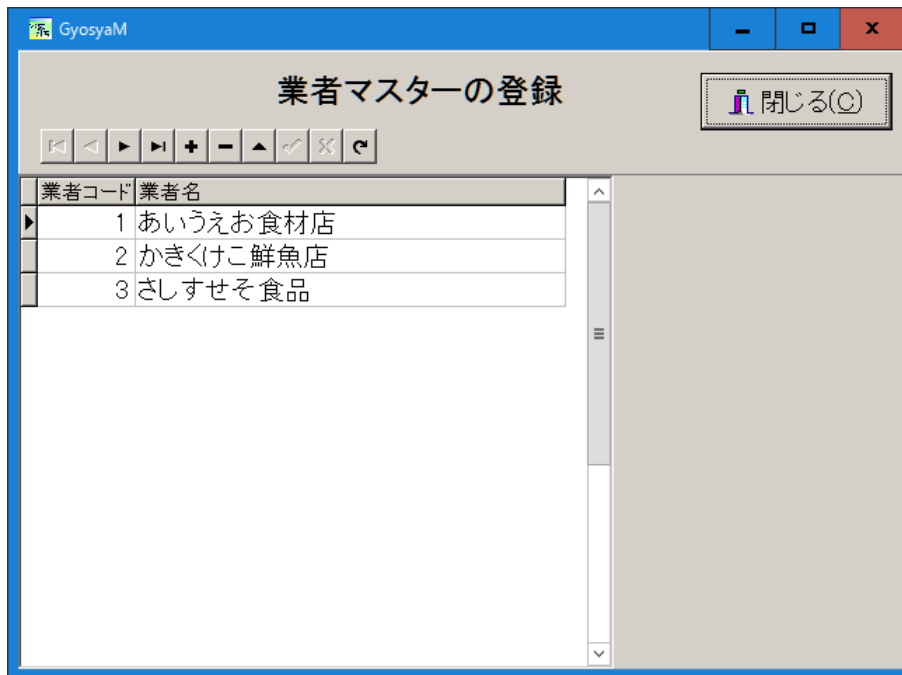 GyosyaM
業者マスターの登録
閉じる(C)
業者コード 業者名
1 あいうえお食材店
2 かきくけこ鮮魚店
3 さしすせそ食品